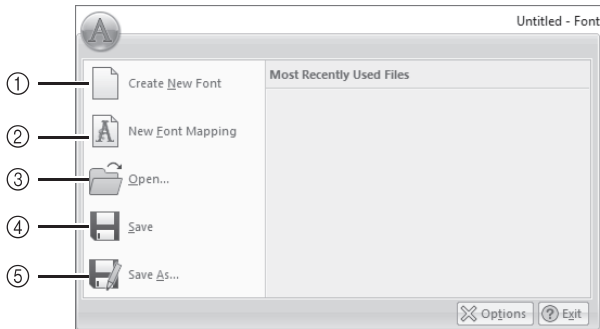 Untitled - Font
A
① Create New Font
Most Recently Used Files
② A New Font Mapping
③ Open...
④ Save
⑤ Save As...
Options ? Exit